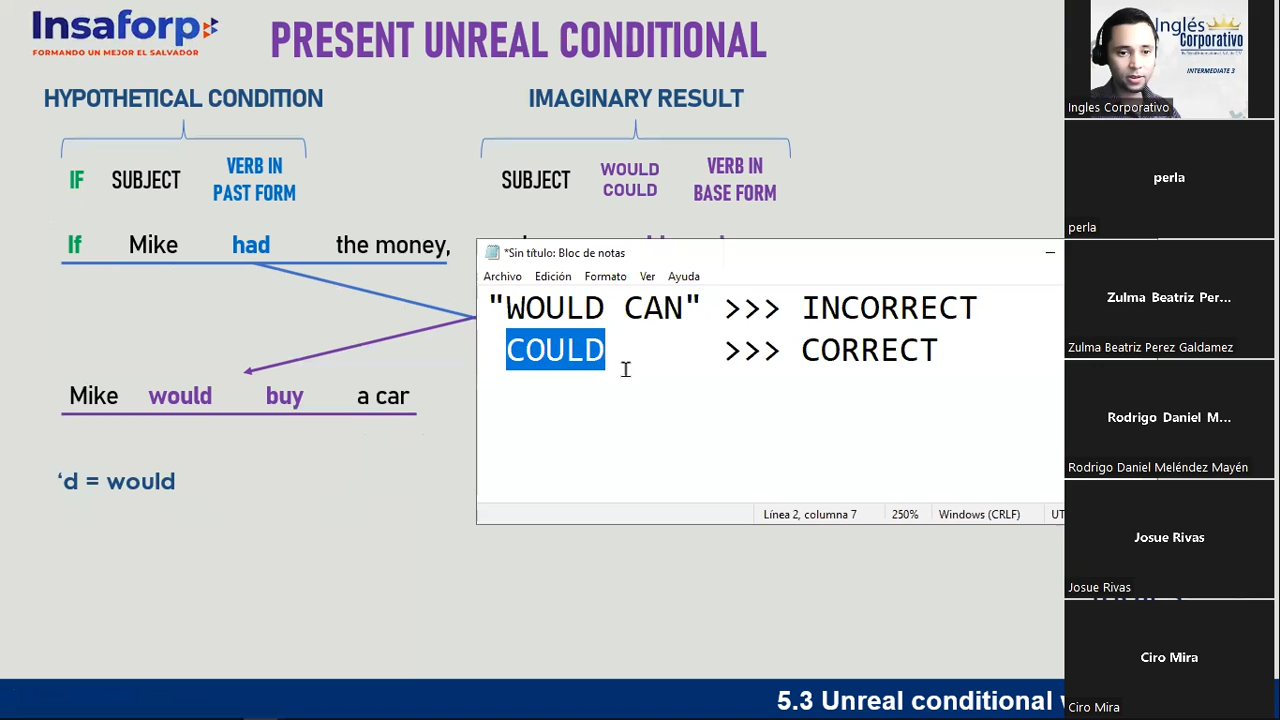 Insaforp
FORMANDO UN MEJOR EL SALVADOR
PRESENT UNREAL CONDITIONAL
HYPOTHETICAL CONDITION
IMAGINARY RESULT
IF SUBJECT VERB IN PAST FORM
SUBJECT WOULD COULD VERB IN BASE FORM
If Mike had the money,
*Sin título: Bloc de notas
Archivo Edición Formato Ver Ayuda
"WOULD CAN" >>> INCORRECT
COULD >>> CORRECT
Línea 2, columna 7 250% Windows (CRLF) UT
Mike would buy a car
‘d = would
5.3 Unreal conditional
Inglés
Corporativo
INTERMEDIATE 3
Ingles Corporativo
perla
perla
Zulma Beatriz Per...
Zulma Beatriz Perez Galdamez
Rodrigo Daniel M...
Rodrigo Daniel Meléndez Mayén
Josue Rivas
Josue Rivas
Ciro Mira
Ciro Mira